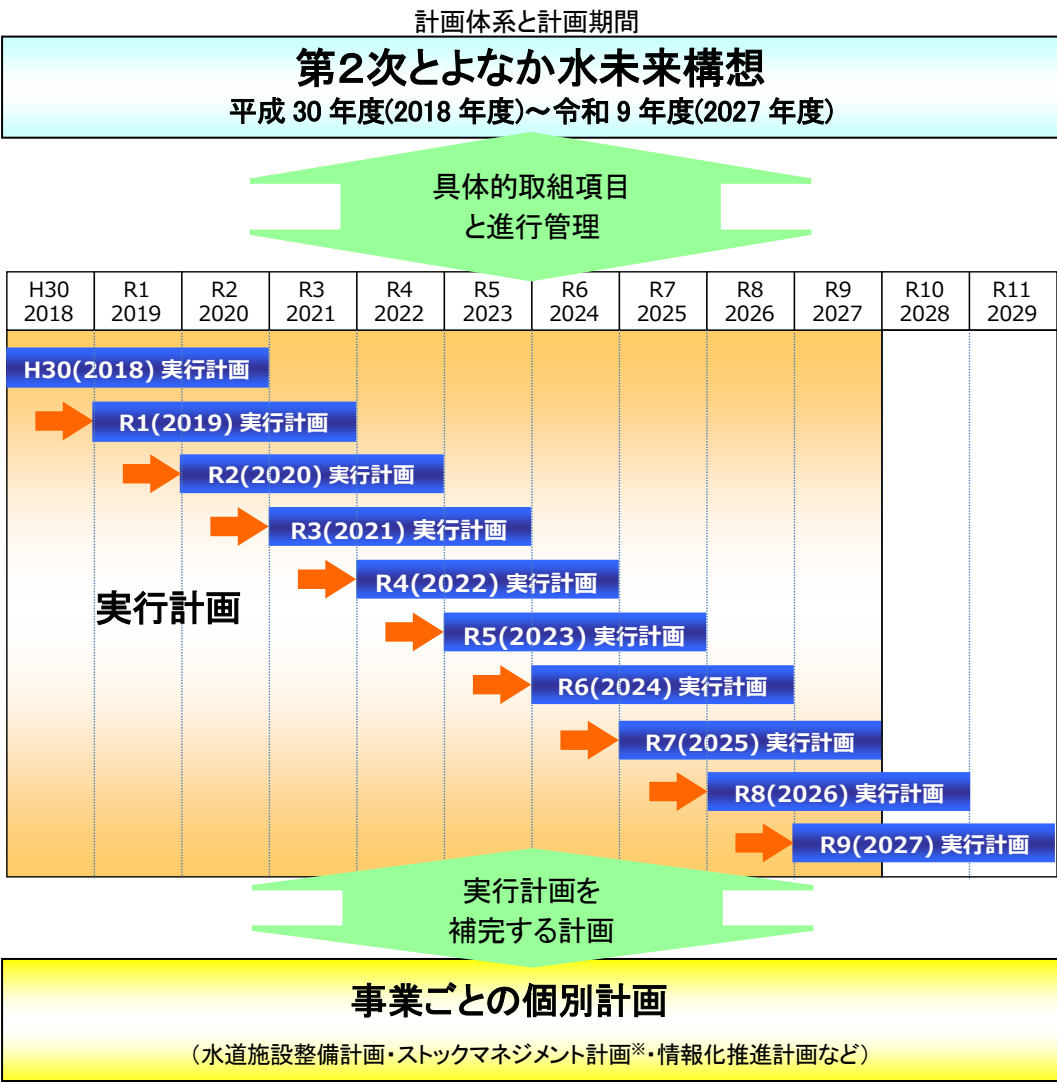 計画体系と計画期間
第2次とよなか水未来構想
平成 30 年度(2018 年度)～令和 9 年度(2027 年度)
具体的取組項目
と進行管理
H30 R1 R2 R3 R4 R5 R6 R7 R8 R9 R10 R11
2018 2019 2020 2021 2022 2023 2024 2025 2026 2027 2028 2029
H30(2018) 実行計画
R1(2019) 実行計画
R2(2020) 実行計画
R3(2021) 実行計画
R4(2022) 実行計画
実行計画
R5(2023) 実行計画
R6(2024) 実行計画
R7(2025) 実行計画
R8(2026) 実行計画
R9(2027) 実行計画
実行計画を
補完する計画
事業ごとの個別計画
（水道施設整備計画・ストックマネジメント計画※・情報化推進計画など）